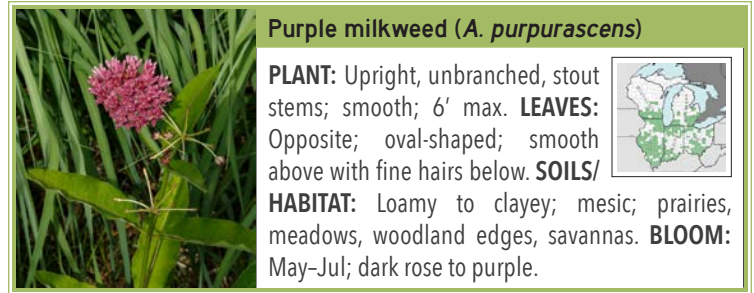 Purple milkweed (A. purpurascens)
PLANT: Upright, unbranched, stout
stems; smooth; 6’ max. LEAVES:
Opposite; oval-shaped; smooth
above with fine hairs below. SOILS/
HABITAT: Loamy to clayey; mesic; prairies,
meadows, woodland edges, savannas. BLOOM:
May–Jul; dark rose to purple.